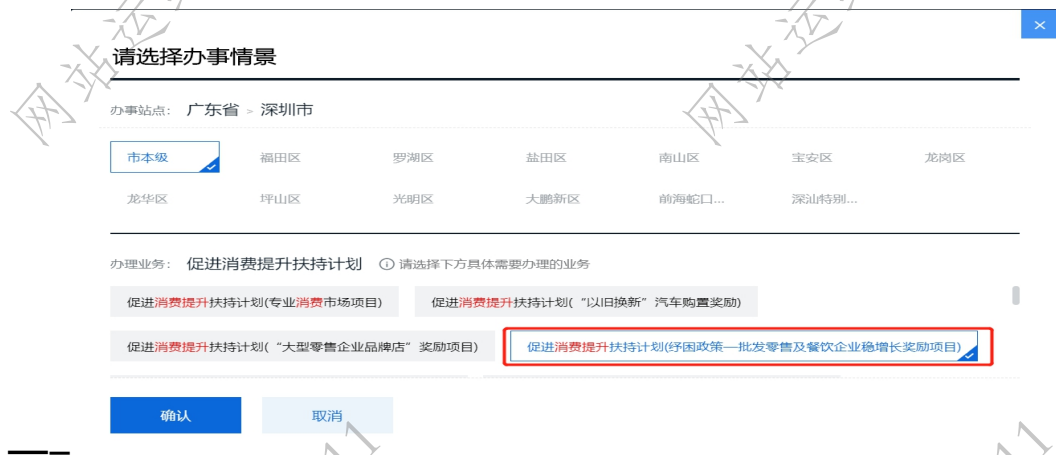 请选择办事情景
办事站点: 广东省 > 深圳市
市本级 福田区 罗湖区 盐田区 南山区 宝安区 龙岗区
龙华区 坪山区 光明区 大鹏新区 前海蛇口... 深汕特别...
办理业务: 促进消费提升扶持计划 请选择下方具体需要办理的业务
促进消费提升扶持计划(专业消费市场项目) 促进消费提升扶持计划(“以旧换新”汽车购置奖励)
促进消费提升扶持计划(“大型零售企业品牌店”奖励项目) 促进消费提升扶持计划(纾困政策—批发零售及餐饮企业稳增长奖励项目)
确认 取消
网站运
网站运
11
11